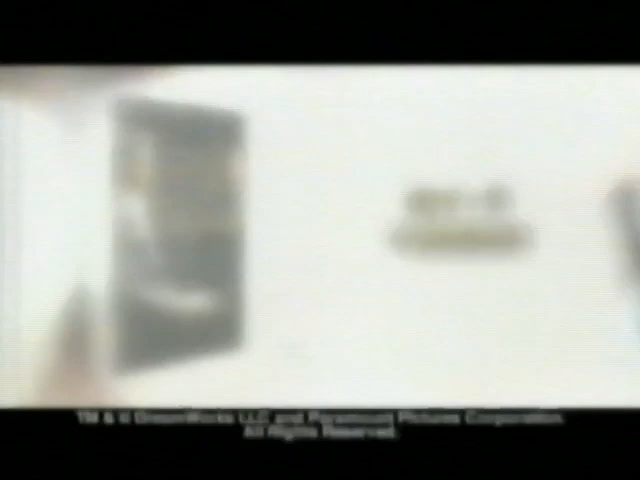 TM & © DreamWorks LLC and Paramount Pictures Corporation.
All Rights Reserved.